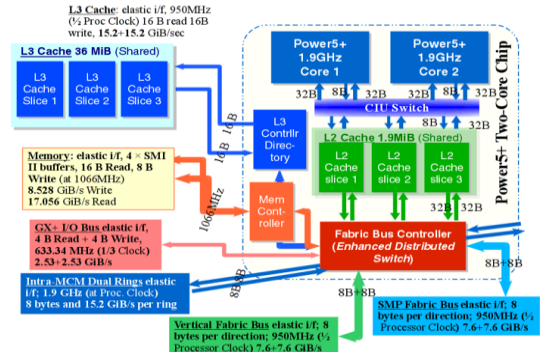 L3 Cache: elastic i/f, 950MHz
(½ Proc Clock) 16 B read 16B
write, 15.2+15.2 GiB/sec
L3 Cache 36 MiB (Shared)
L3
Cache
Slice 1
L3
Cache
Slice 2
L3
Cache
Slice 3
Power5+
1.9GHz
Core 1
Power5+
1.9GHz
Core 2
32B
8B
32B
32B
8B
32B
CIU Switch
8B
32B
L2 Cache 1.9MiB (Shared)
L2
Cache
slice 1
L2
Cache
slice 2
L2
Cache
slice 3
32B
32B
Power5+ Two-Core Chip
16B
16B
L3
Contrllr
Direc-
tory
Memory: elastic i/f, 4 × SMI
II buffers, 16 B Read, 8 B
Write (at 1066MHz)
8.528 GiB/s Write
17.056 GiB/s Read
1066MHz
Mem
Cont-
roller
Fabric Bus Controller
(Enhanced Distributed
Switch)
GX+ I/O Bus elastic i/f,
4 B Read + 4 B Write,
633.34 MHz (1/3 Clock)
2.53+2.53 GiB/s
Intra-MCM Dual Rings elastic
i/f; 1.9 GHz (at Proc. Clock)
8 bytes and 15.2 GiB/s per ring
8B+8B
8B+8B
8B+8B
SMP Fabric Bus elastic i/f; 8
bytes per direction; 950MHz (½
Processor Clock) 7.6+7.6 GiB/s
Vertical Fabric Bus elastic i/f; 8
bytes per direction; 950MHz (½
Processor Clock) 7.6+7.6 GiB/s